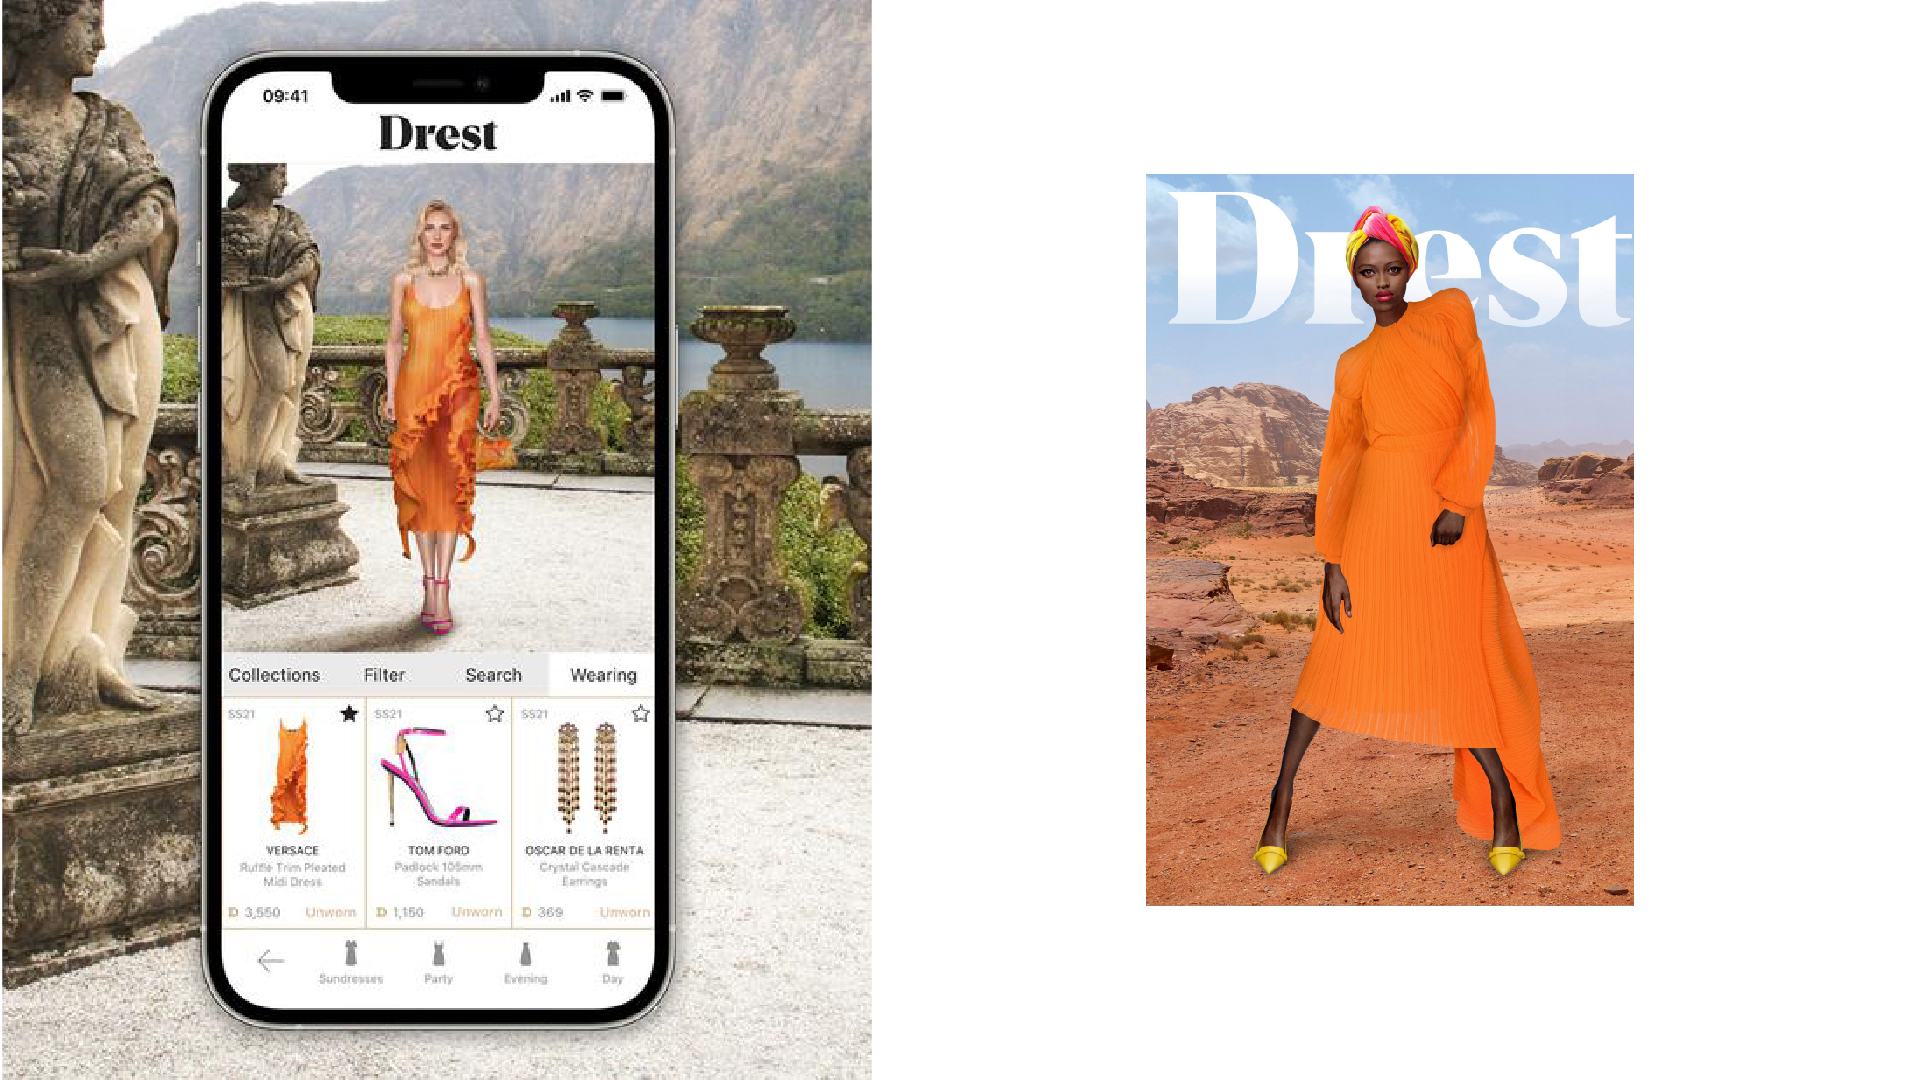 09:41
Drest
Collections Filter Search Wearing
SS21 SS21 SS21
VERSACE
Ruffle Trim Pleated
Midi Dress
D 3,550 Unworn
TOM FORD
Padlock 105mm
Sandals
D 1,150 Unworn
OSCAR DE LA RENTA
Crystal Cascade
Earrings
D 369 Unworn
Sundresses Party Evening Day
Drest